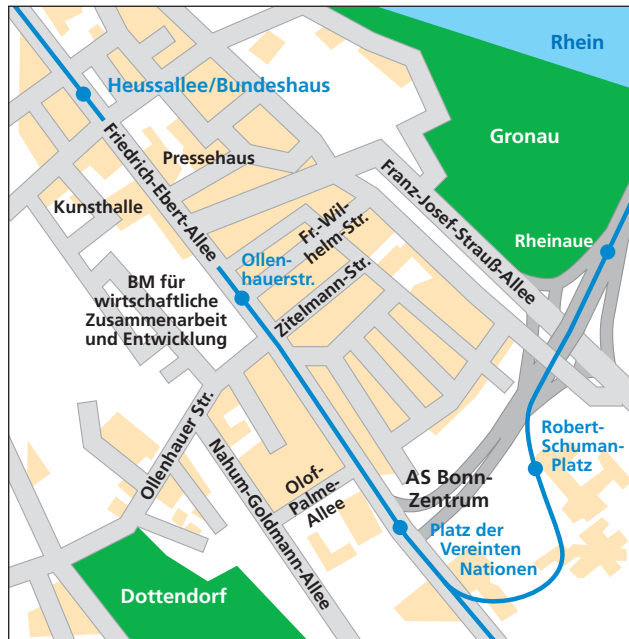 Rhein
Heussallee/Bundeshaus
Gronau
Pressehaus
Friedrich-Ebert-Allee
Franz-Josef-Strauß-Allee
Kunsthalle
Fr.-Wil-
helm-Str.
Rheinaue
Ollen-
hauerstr.
Zitelmann-Str.
BM für
wirtschaftliche
Zusammenarbeit
und Entwicklung
Ollenhauer Str.
Nahum-Goldmann-Allee
Olof-
Palme-
Allee
AS Bonn-
Zentrum
Robert-
Schuman-
Platz
Platz der
Vereinten
Nationen
Dottendorf